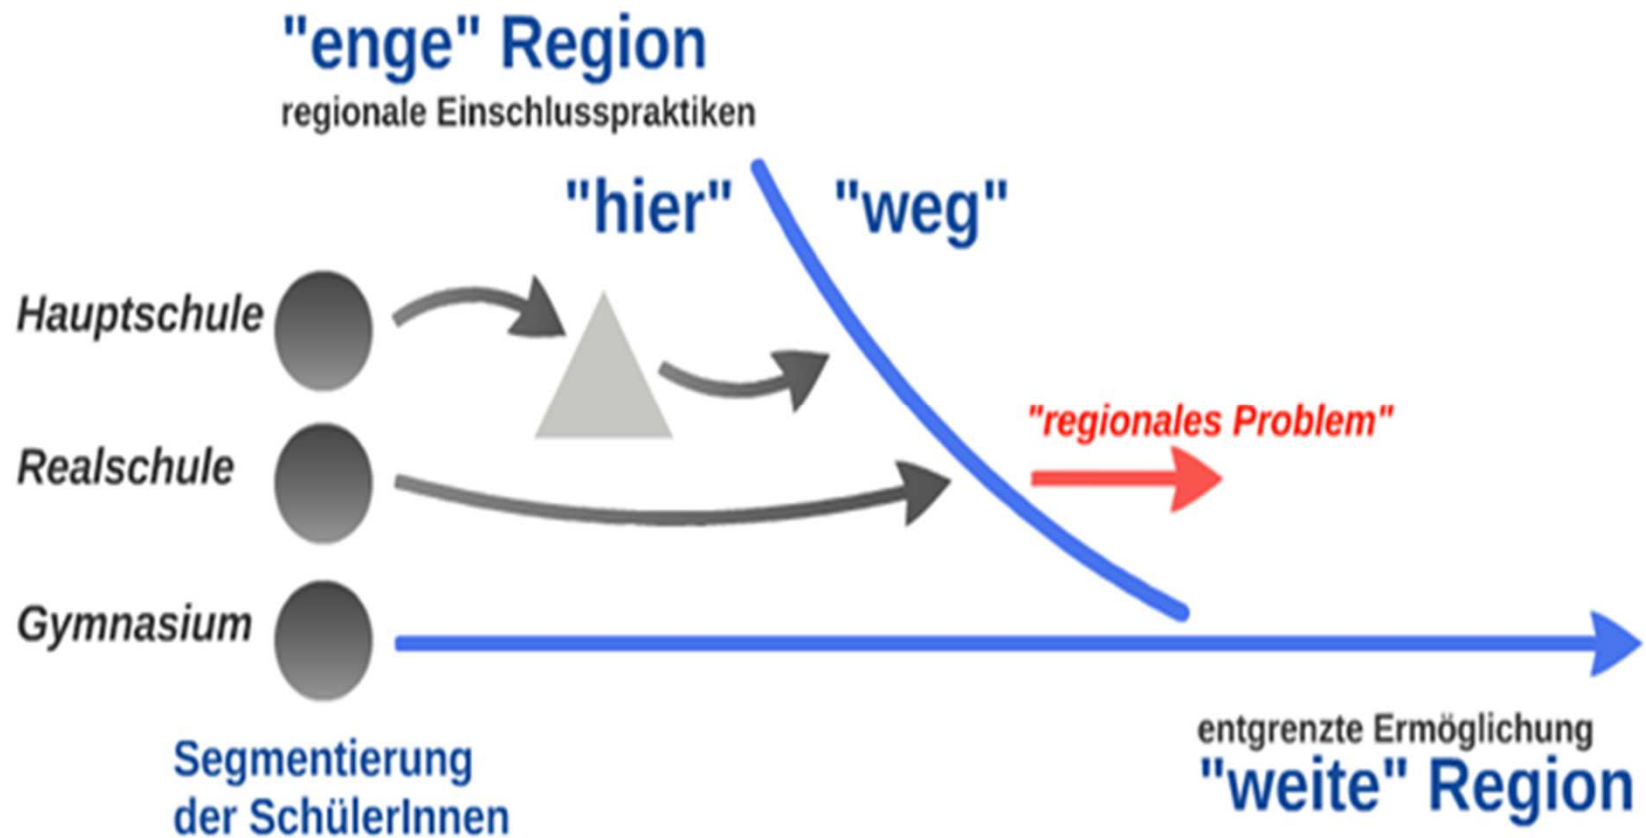 "enge" Region
regionale Einschlusspraktiken
"hier"
"weg"
Hauptschule
"regionales Problem"
Realschule
Gymnasium
entgrenzte Ermöglichung
"weite" Region
Segmentierung
der SchülerInnen